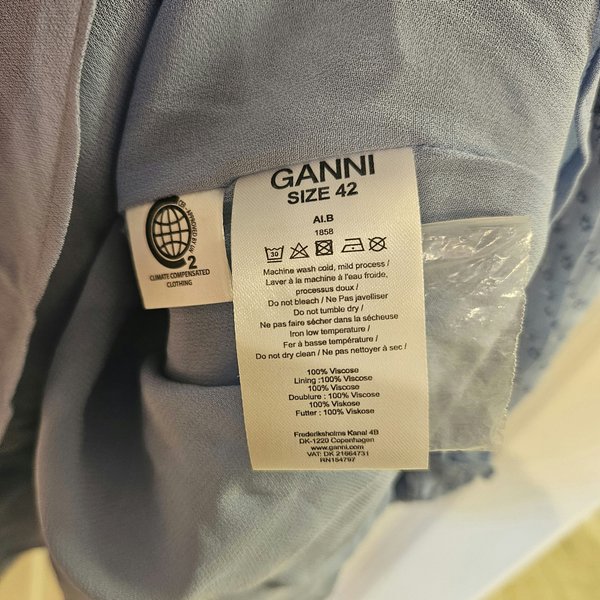 GANNI
SIZE 42
AI.B
1858
30
Machine wash cold, mild process /
Laver à la machine à l'eau froide,
processus doux /
Do not bleach / Ne Pas javelliser
Do not tumble dry /
Ne pas faire sécher dans la sécheuse
Iron low temperature /
Fer à basse température /
Do not dry clean / Ne pas nettoyer à sec /
100% Viscose
Lining :100% Viscose
100% Viscose
Doublure : 100% Viscose
100% Viskose
Futter : 100% Viskose
Frederiksholms Kanal 4B
DK-1220 Copenhagen
www.ganni.com
VAT: DK 21664731
RN154797
2
CLIMATE COMPENSATED
CLOTHING